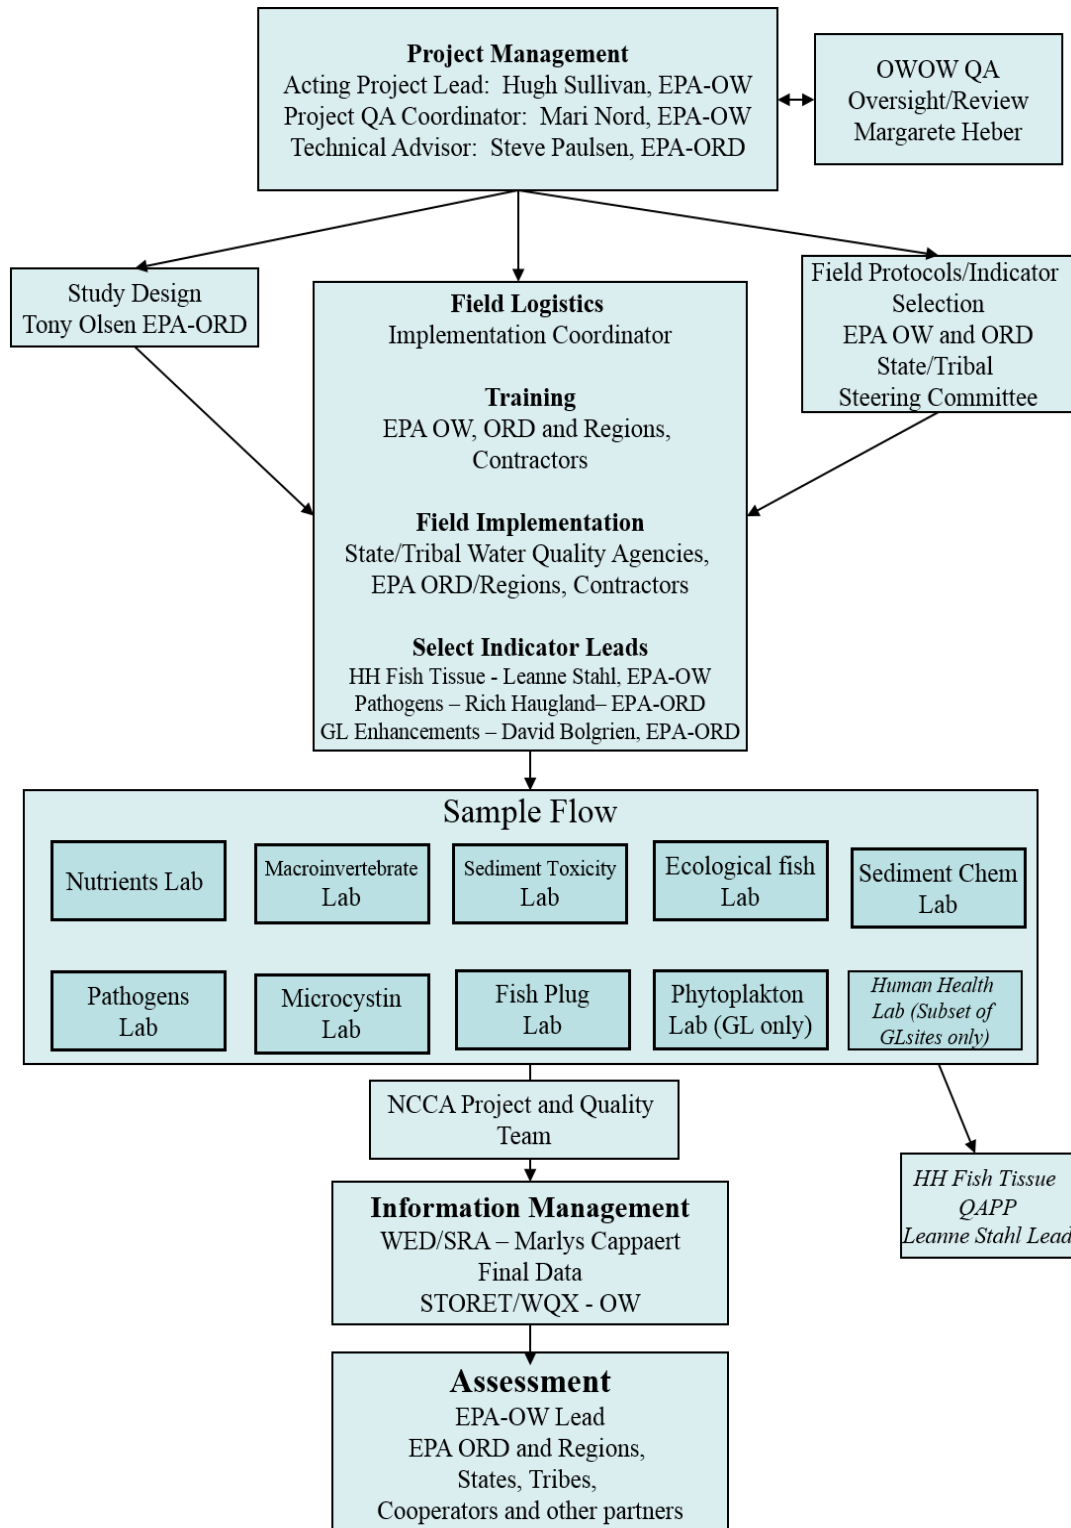 Project Management
Acting Project Lead:  Hugh Sullivan, EPA-OW
Project QA Coordinator:  Mari Nord, EPA-OW
Technical Advisor:  Steve Paulsen, EPA-ORD
OWOW QA
Oversight/Review
Margarete Heber
Study Design
Tony Olsen EPA-ORD
Field Logistics
Implementation Coordinator
Training
EPA OW, ORD and Regions,
Contractors
Field Implementation
State/Tribal Water Quality Agencies,
EPA ORD/Regions, Contractors
Select Indicator Leads
HH Fish Tissue - Leanne Stahl, EPA-OW
Pathogens – Rich Haugland– EPA-ORD
GL Enhancements – David Bolgrien, EPA-ORD
Field Protocols/Indicator
Selection
EPA OW and ORD
State/Tribal
Steering Committee
Sample Flow
Nutrients Lab
Macroinvertebrate
Lab
Sediment Toxicity
Lab
Ecological fish
Lab
Sediment Chem
Lab
Pathogens
Lab
Microcystin
Lab
Fish Plug
Lab
Phytoplakton
Lab (GL only)
Human Health
Lab (Subset of
GLsites only)
NCCA Project and Quality
Team
HH Fish Tissue
QAPP
Leanne Stahl Lead
Information Management
WED/SRA – Marlys Cappaert
Final Data
STORET/WQX - OW
Assessment
EPA-OW Lead
EPA ORD and Regions,
States, Tribes,
Cooperators and other partners